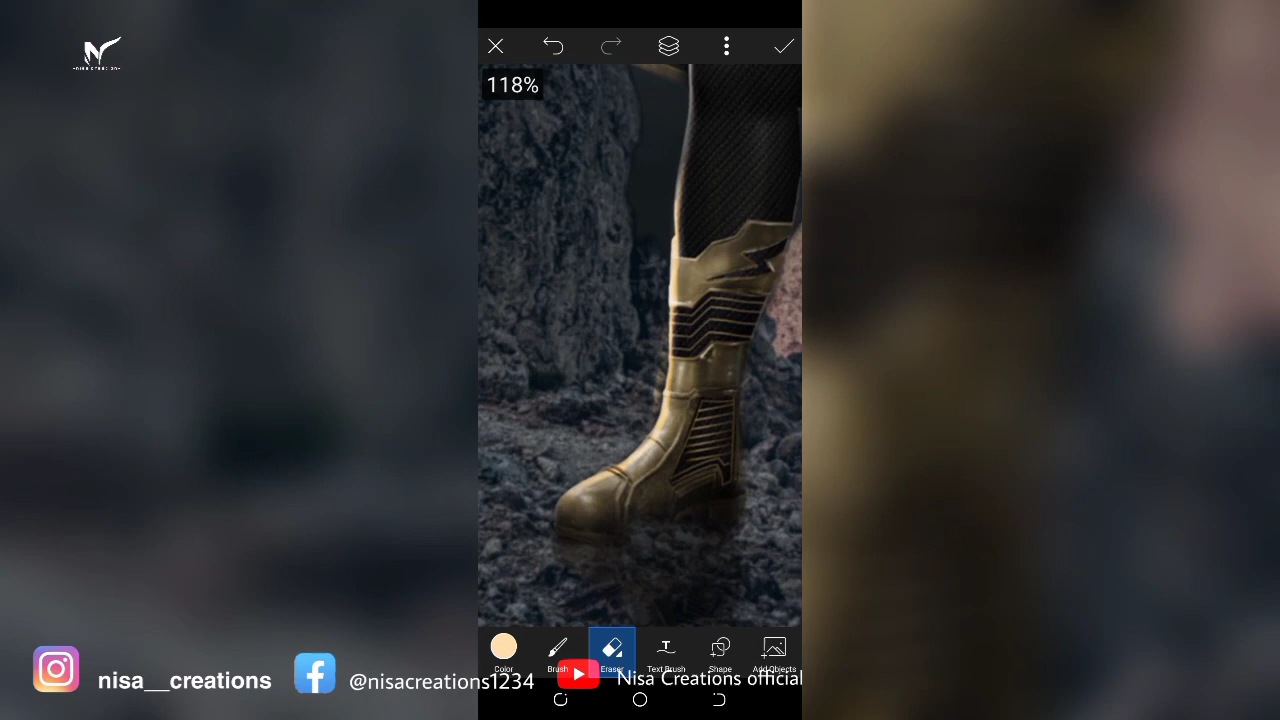 118%
Color
Brush
Eraser
Text Brush
Shape
Add Objects
nisa__creations
@nisacreations1234
Nisa Creations official